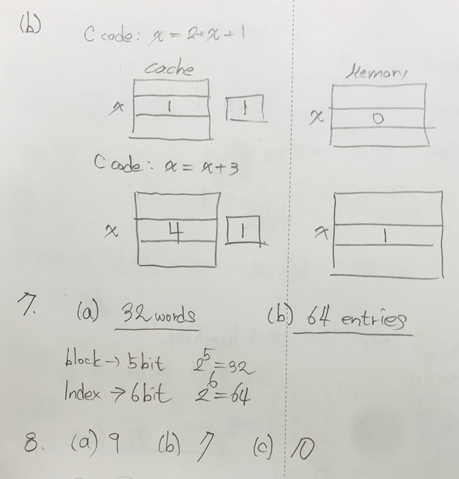 (b)
C code: x = 2*x + 1
Cache Memory
x 1 1 x 0
C code: x = x + 3
x 4 1 x 1
7. (a) 32 words (b) 64 entries
block → 5bit 2^5 = 32
Index → 6bit 2^6 = 64
8. (a) 9 (b) 7 (c) 10